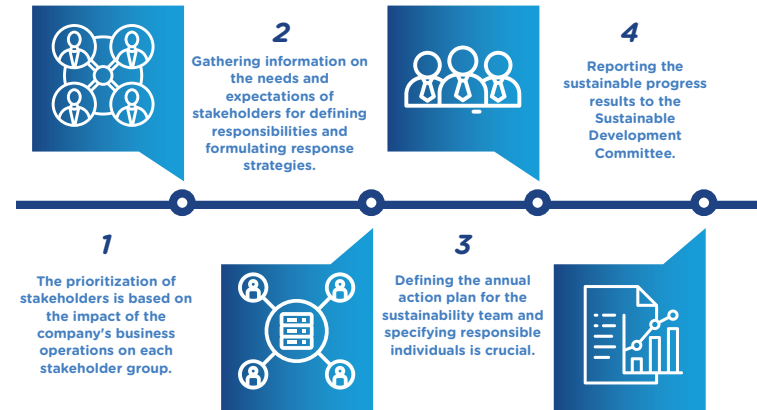 1
The prioritization of
stakeholders is based on
the impact of the
company's business
operations on each
stakeholder group.
2
Gathering information on
the needs and
expectations of
stakeholders for defining
responsibilities and
formulating response
strategies.
3
Defining the annual
action plan for the
sustainability team and
specifying responsible
individuals is crucial.
4
Reporting the
sustainable progress
results to the
Sustainable
Development
Committee.